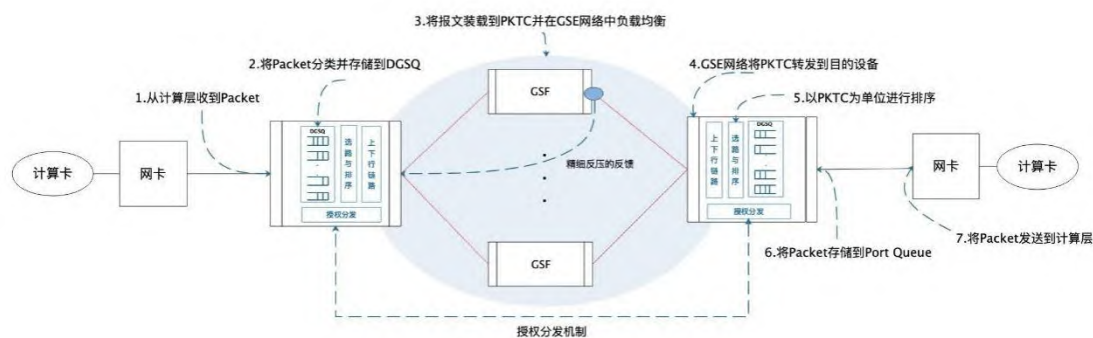 3.将报文装载到PKTC并在GSE网络中负载均衡
2.将Packet分类并存储到DGSQ
4.GSE网络将PKTC转发到目的设备
1.从计算层收到Packet
GSF
5.以PKTC为单位进行排序
计算卡
网卡
DGSQ
选路与排序
上下行链路
授权分发
精细反压的反馈
上下行链路
选路与排序
DGSQ
授权分发
网卡
计算卡
GSF
6.将Packet存储到Port Queue
7.将Packet发送到计算层
授权分发机制